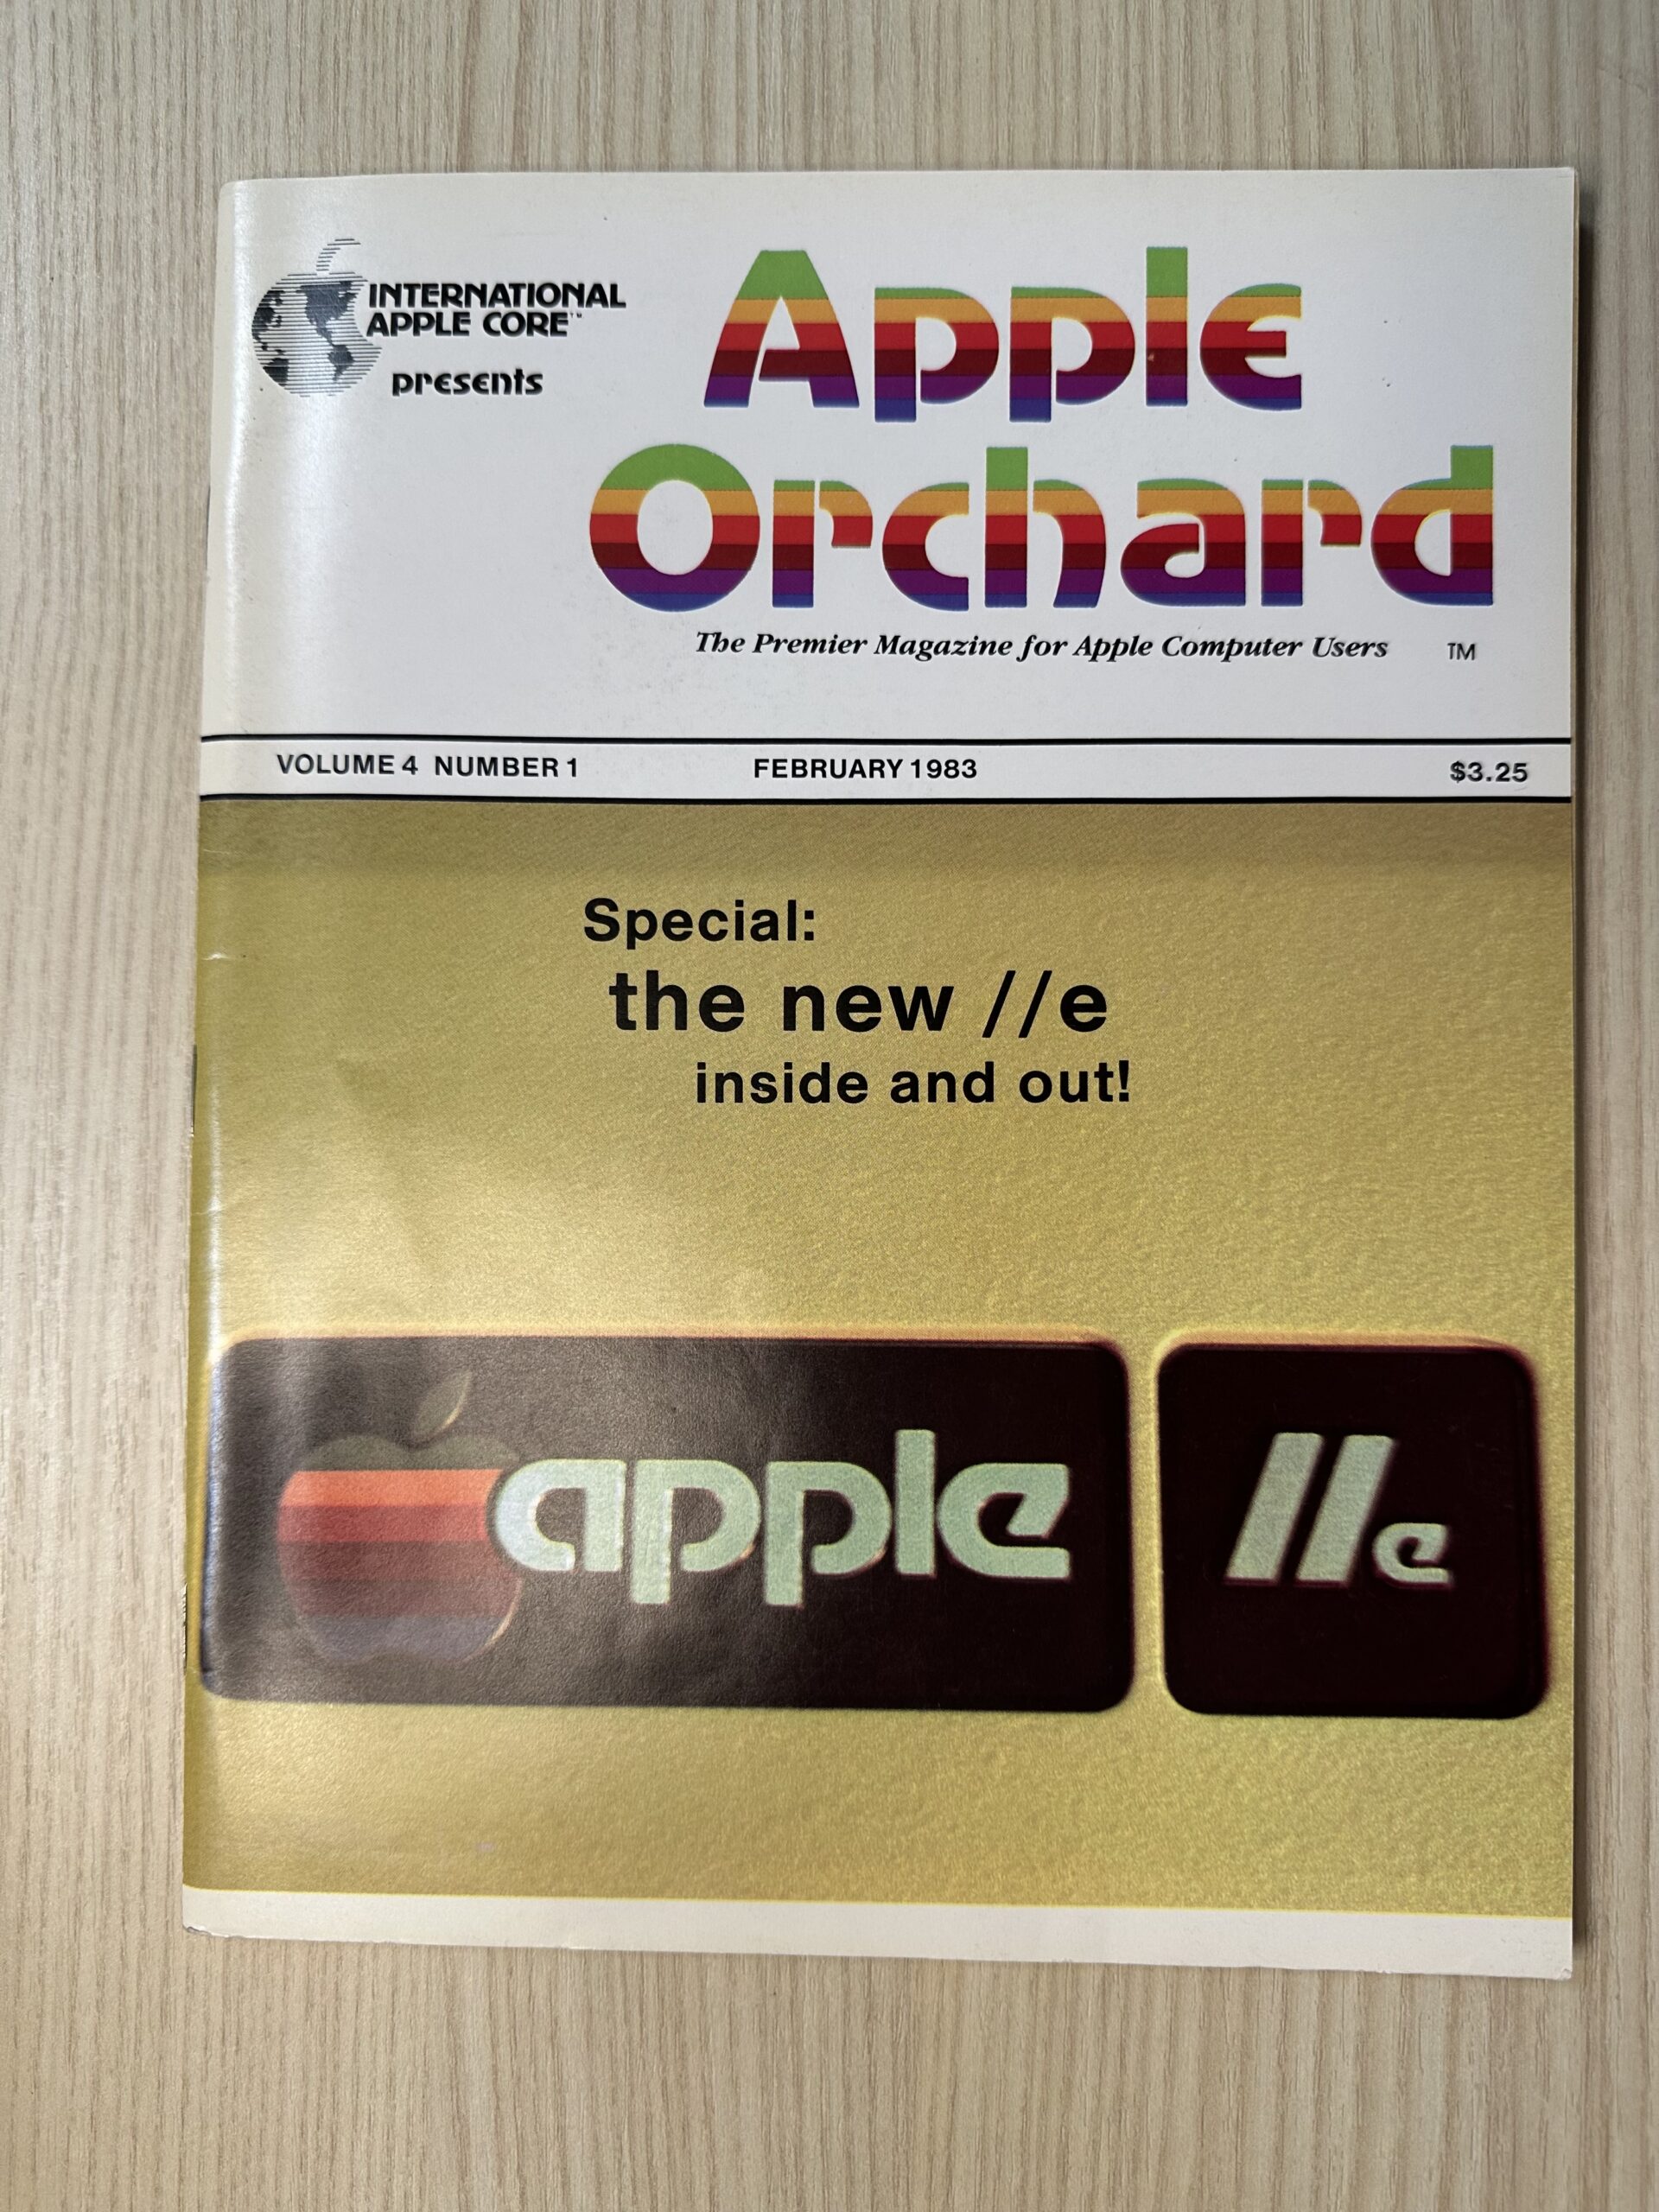 INTERNATIONAL
APPLE CORE™
presents
Apple
Orchard
The Premier Magazine for Apple Computer Users TM
VOLUME 4 NUMBER 1 FEBRUARY 1983 $3.25
Special:
the new //e
inside and out!
apple //e